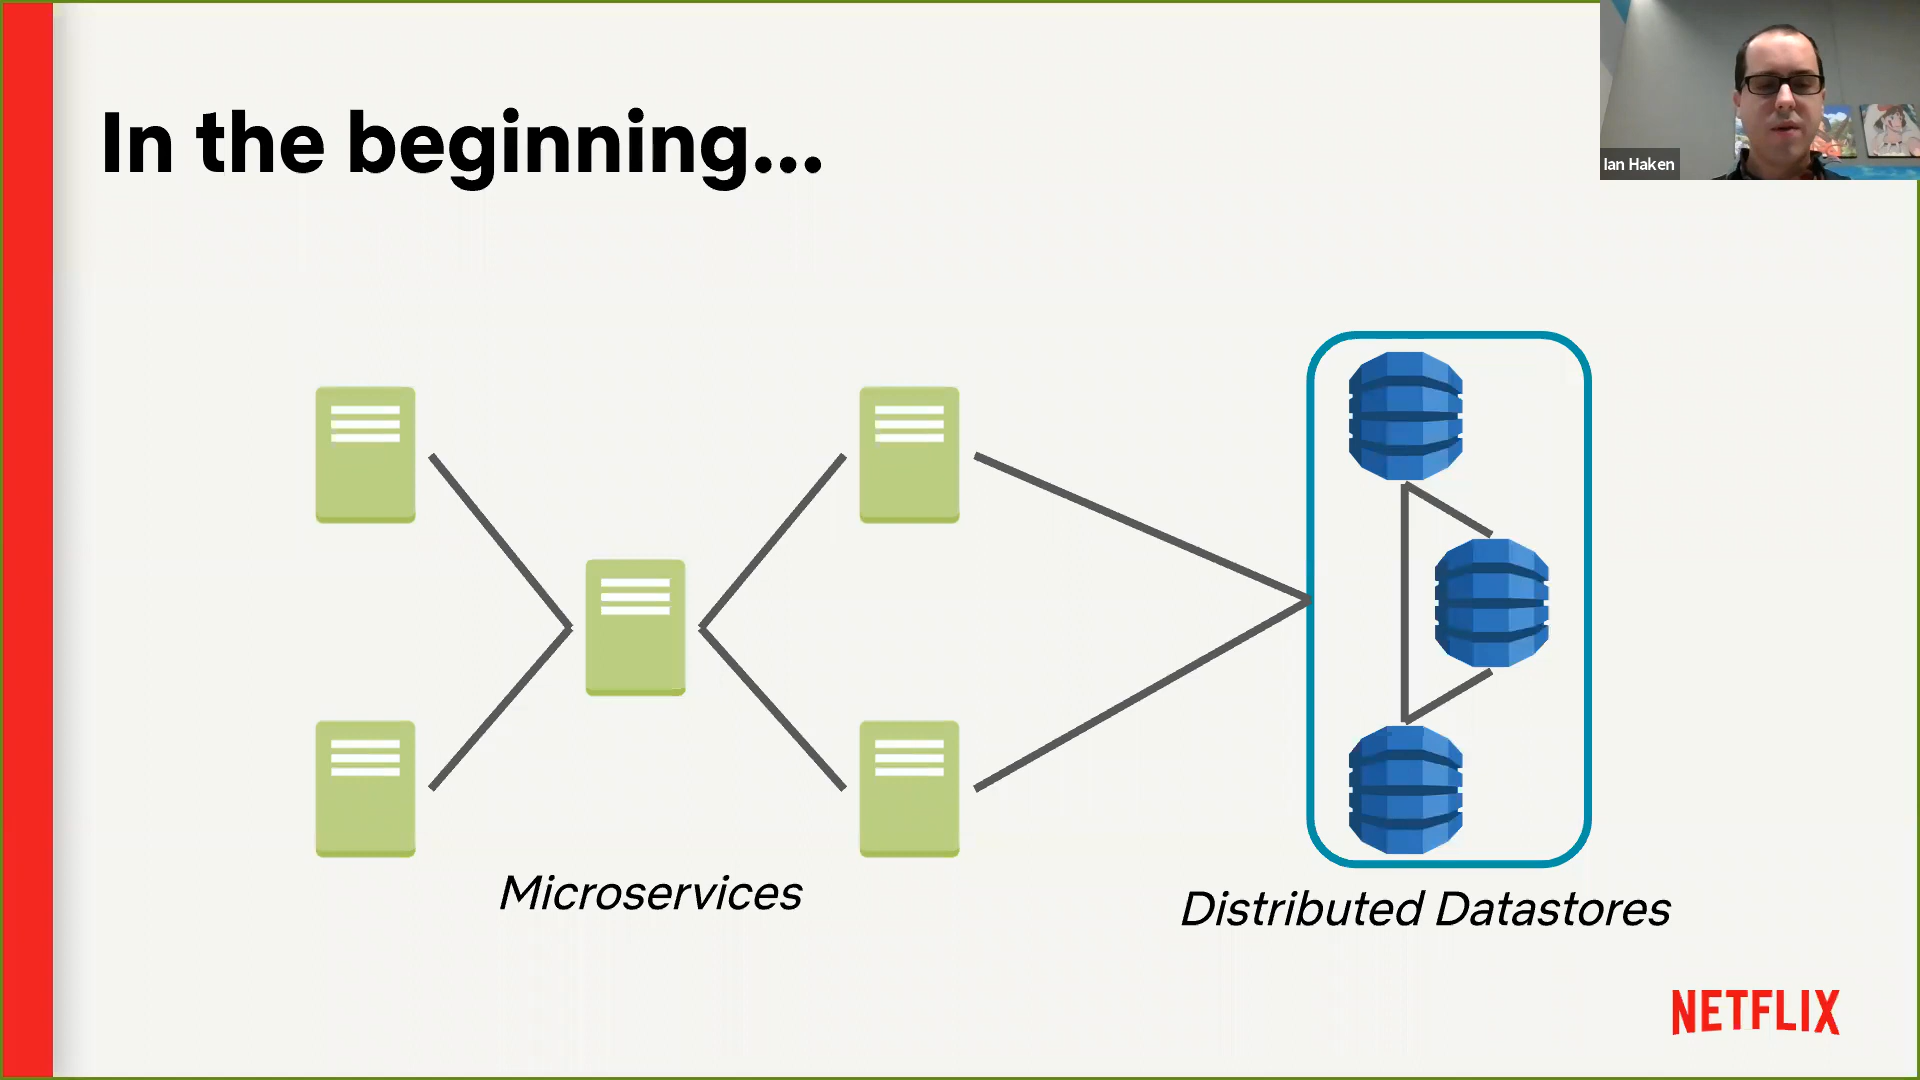 In the beginning...
Ian Haken
Microservices
Distributed Datastores
NETFLIX